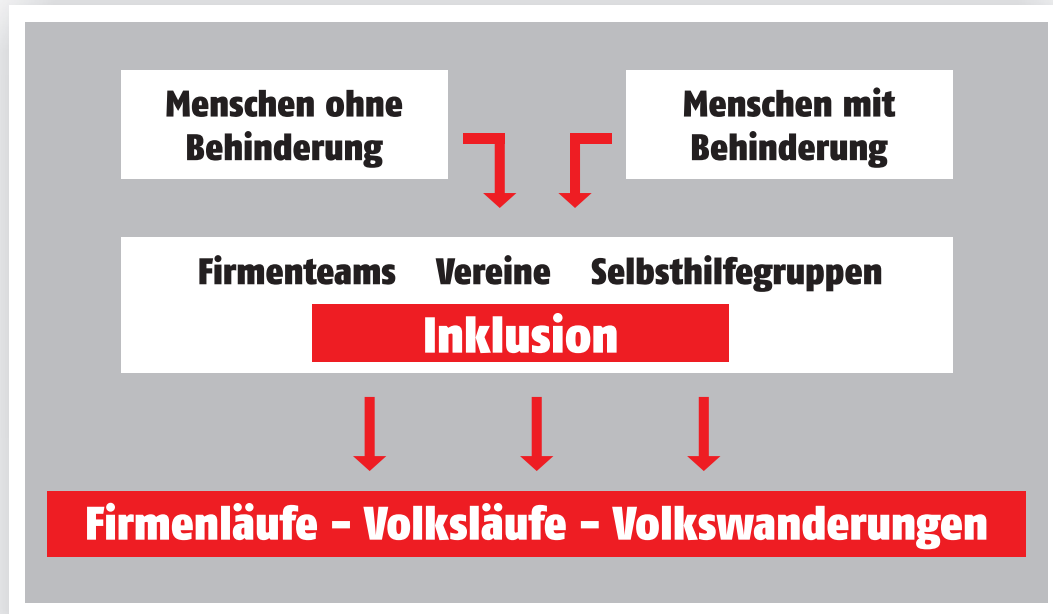 Menschen ohne
Behinderung
Menschen mit
Behinderung
Firmenteams Vereine Selbsthilfegruppen
Inklusion
Firmenläufe – Volksläufe – Volkswanderungen